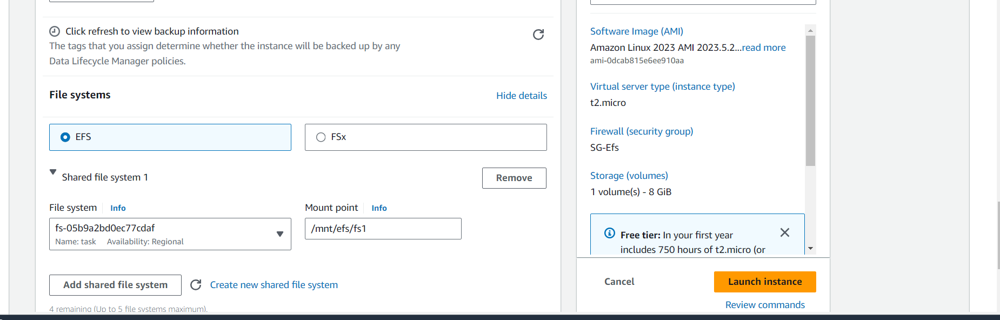 Click refresh to view backup information
The tags that you assign determine whether the instance will be backed up by any
Data Lifecycle Manager policies.
File systems
Hide details
EFS
FSx
Shared file system 1
Remove
File system Info
Mount point Info
fs-05b9a2bd0ec77cdaf
Name: task Availability: Regional
/mnt/efs/fs1
Add shared file system
Create new shared file system
4 remaining (Up to 5 file systems maximum).
Software Image (AMI)
Amazon Linux 2023 AMI 2023.5.2...read more
ami-0dcab815e6ee910aa
Virtual server type (instance type)
t2.micro
Firewall (security group)
SG-Efs
Storage (volumes)
1 volume(s) - 8 GiB
Free tier: In your first year
includes 750 hours of t2.micro (or
Cancel
Launch instance
Review commands